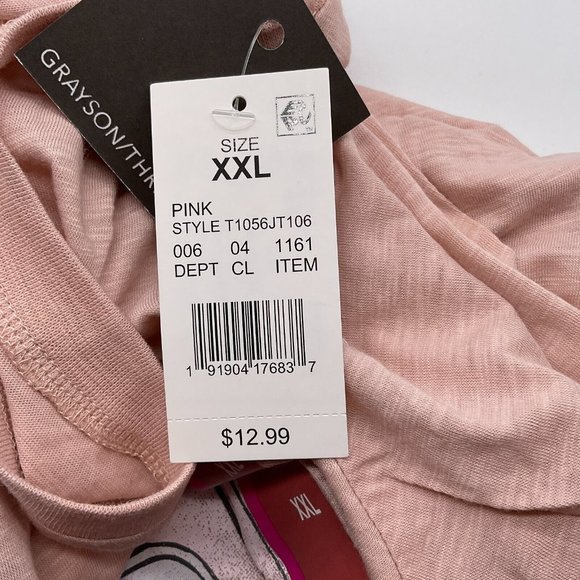 GRAYSON/THR
SIZE
XXL
PINK
STYLE T1056JT106
006 04 1161
DEPT CL ITEM
1 91904 17683 7
$12.99
XXL